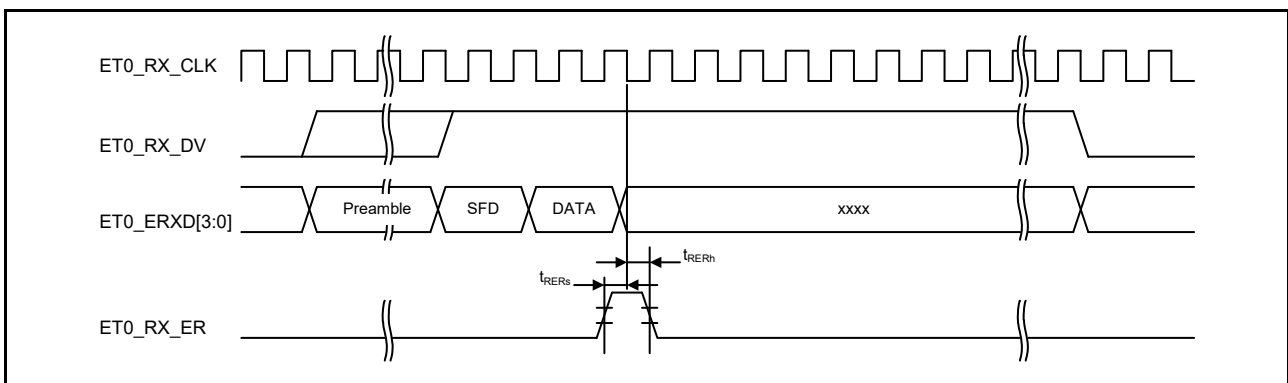 ET0_RX_CLK
ET0_RX_DV
ET0_ERXD[3:0]
Preamble SFD DATA xxxx
tRERs
tRERh
ET0_RX_ER